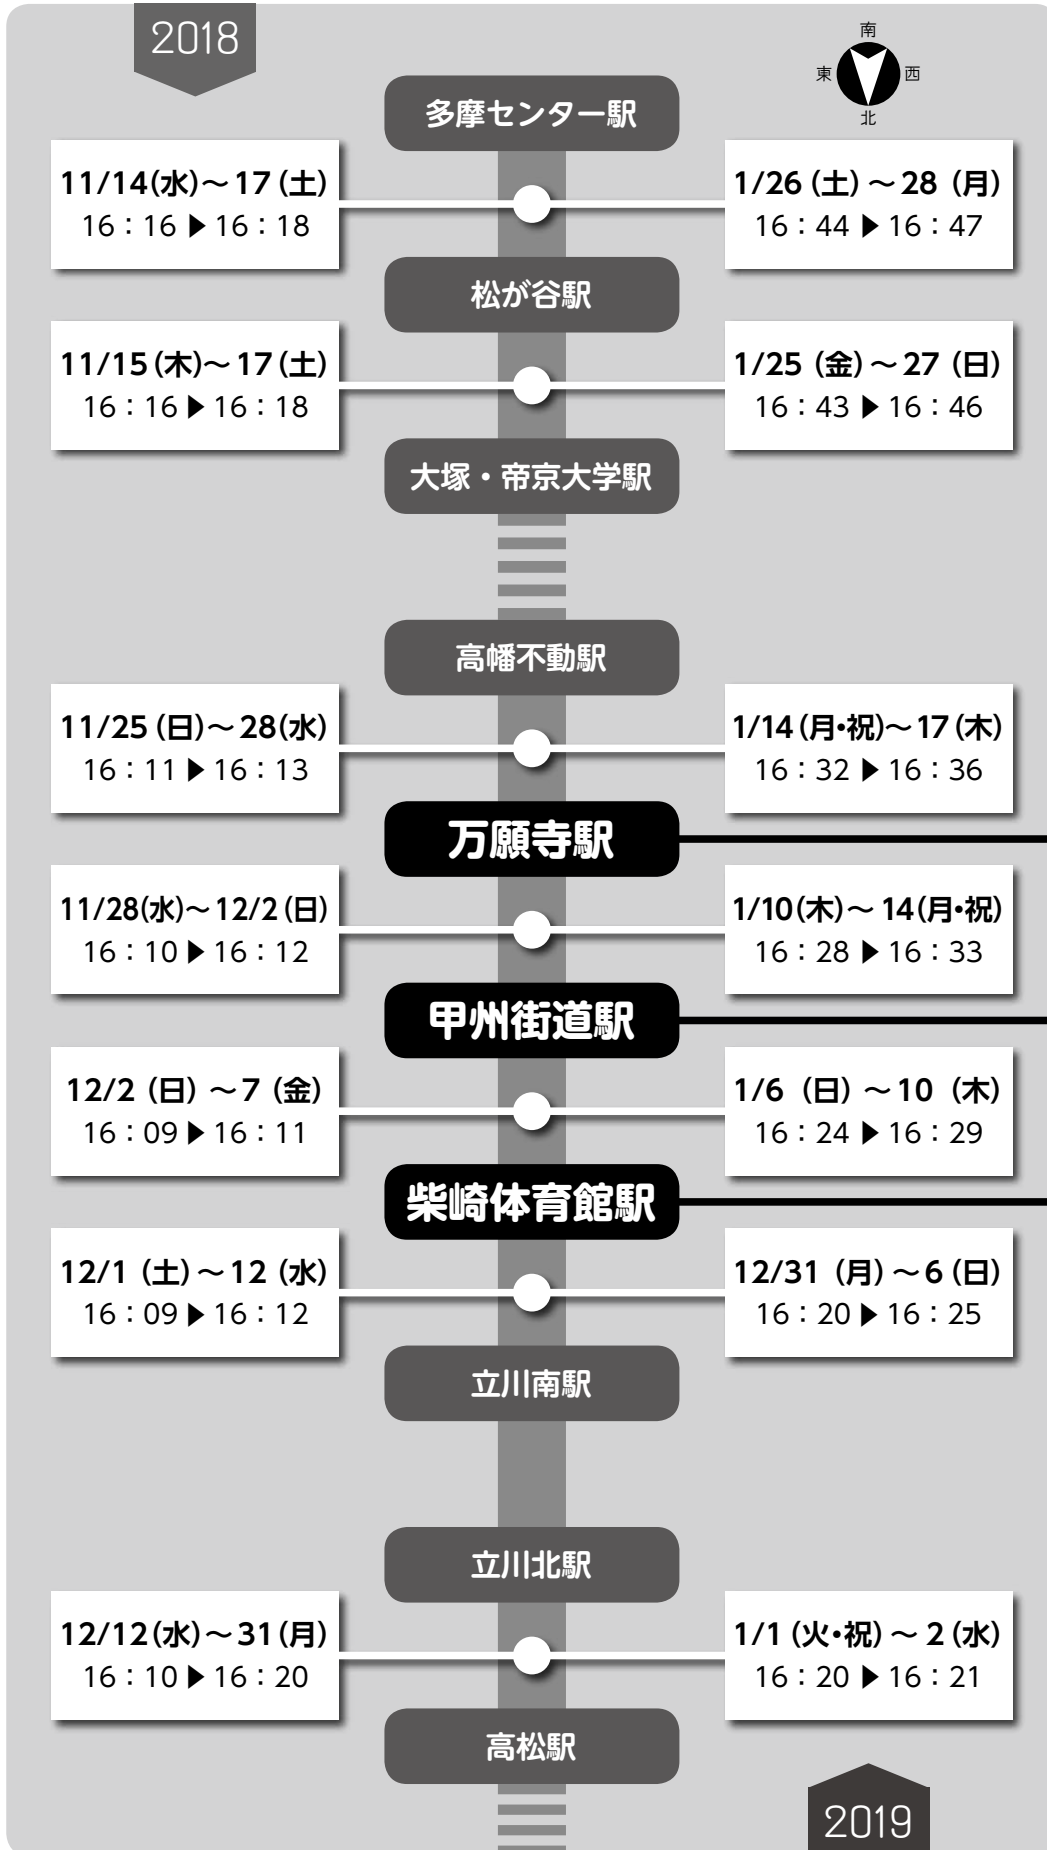 2018
南
東
西
北
多摩センター駅
11/14(水)～17(土)
16：16▶16：18
1/26(土)～28(月)
16：44▶16：47
松が谷駅
11/15(木)～17(土)
16：16▶16：18
1/25(金)～27(日)
16：43▶16：46
大塚・帝京大学駅
高幡不動駅
11/25(日)～28(水)
16：11▶16：13
1/14(月・祝)～17(木)
16：32▶16：36
万願寺駅
11/28(水)～12/2(日)
16：10▶16：12
1/10(木)～14(月・祝)
16：28▶16：33
甲州街道駅
12/2(日)～7(金)
16：09▶16：11
1/6(日)～10(木)
16：24▶16：29
柴崎体育館駅
12/1(土)～12(水)
16：09▶16：12
12/31(月)～6(日)
16：20▶16：25
立川南駅
立川北駅
12/12(水)～31(月)
16：10▶16：20
1/1(火・祝)～2(水)
16：20▶16：21
高松駅
2019